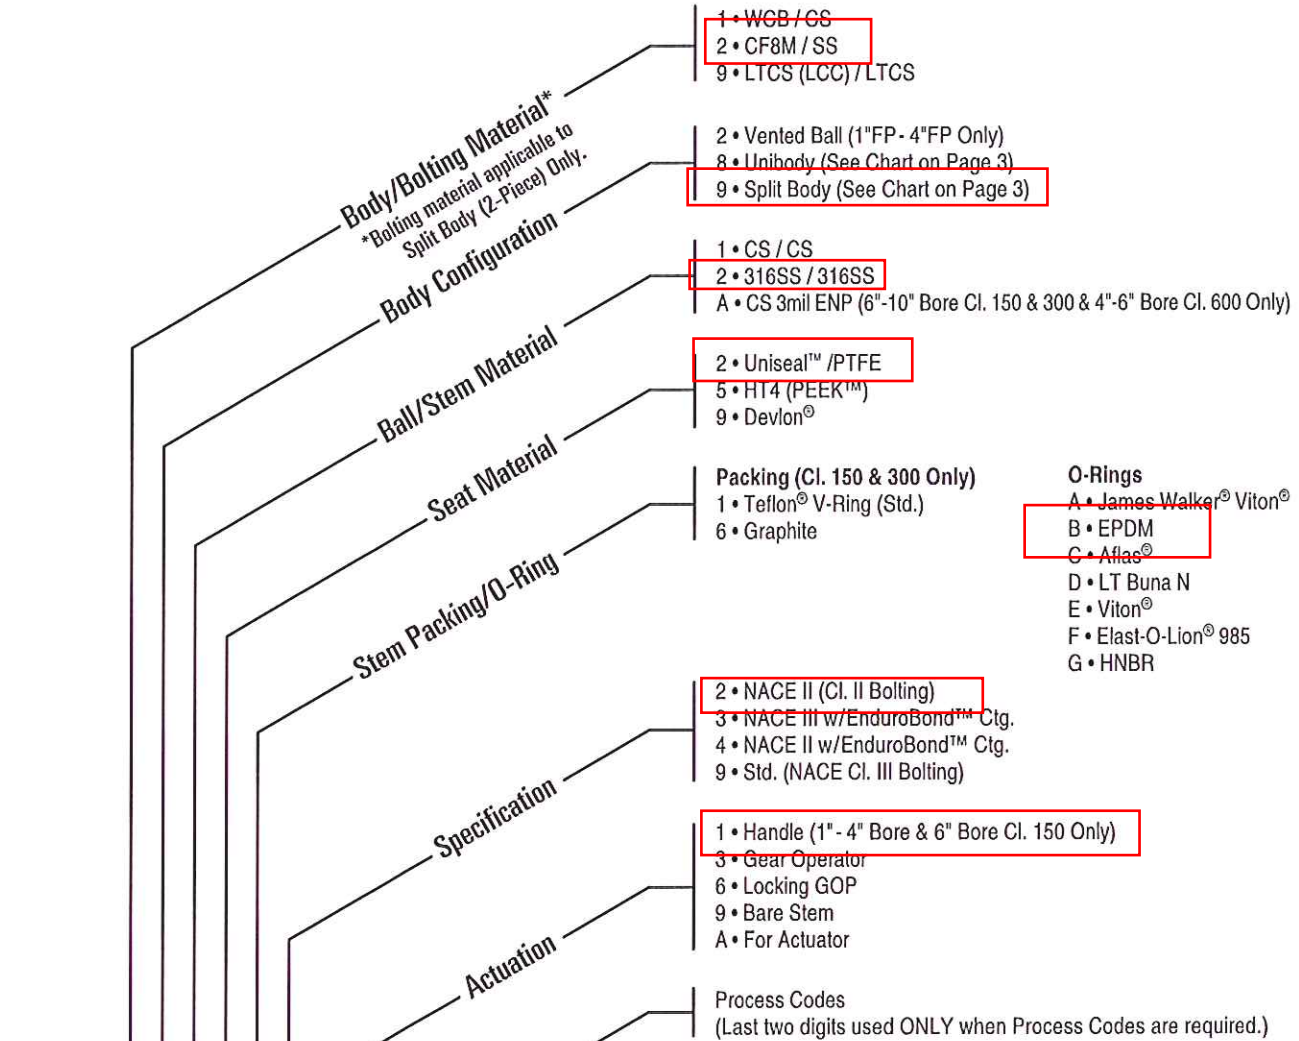 1 • WCB / CS
2 • CF8M / SS
9 • LTCS (LCC) / LTCS
Body/Bolting Material*
*Bolting material applicable to
Split Body (2-Piece) Only.
2 • Vented Ball (1"FP - 4"FP Only)
8 • Unibody (See Chart on Page 3)
9 • Split Body (See Chart on Page 3)
Body Configuration
1 • CS / CS
2 • 316SS / 316SS
A • CS 3mil ENP (6"-10" Bore Cl. 150 & 300 & 4"-6" Bore Cl. 600 Only)
Ball/Stem Material
2 • Uniseal™ /PTFE
5 • HT4 (PEEK™)
9 • Devlon®
Seat Material
Packing (Cl. 150 & 300 Only)
1 • Teflon® V-Ring (Std.)
6 • Graphite
O-Rings
A • James Walker® Viton®
B • EPDM
C • Aflas®
D • LT Buna N
E • Viton®
F • Elast-O-Lion® 985
G • HNBR
Stem Packing/O-Ring
2 • NACE II (Cl. II Bolting)
3 • NACE III w/EnduroBond™ Ctg.
4 • NACE II w/EnduroBond™ Ctg.
9 • Std. (NACE Cl. III Bolting)
Specification
1 • Handle (1" - 4" Bore & 6" Bore Cl. 150 Only)
3 • Gear Operator
6 • Locking GOP
9 • Bare Stem
A • For Actuator
Actuation
Process Codes
(Last two digits used ONLY when Process Codes are required.)